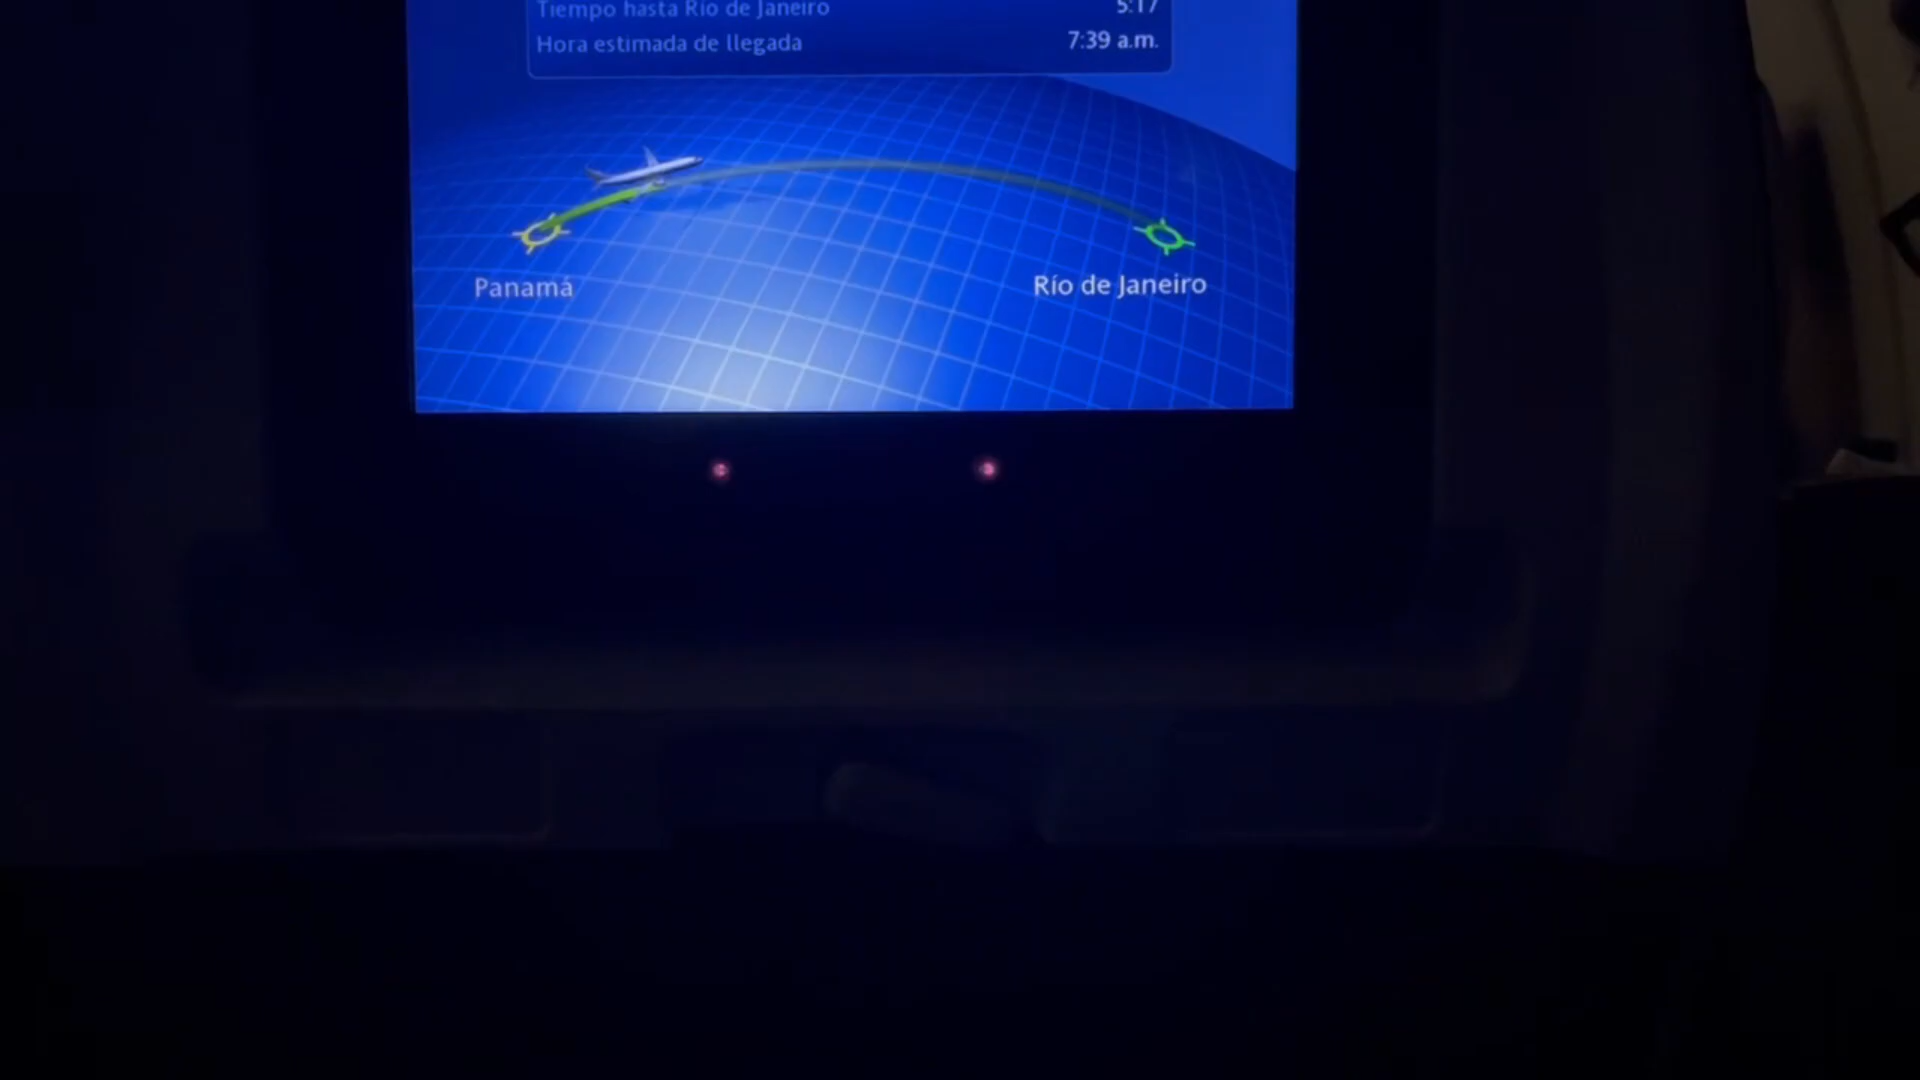 Tiempo hasta Río de Janeiro 5:17
Hora estimada de llegada 7:39 a.m.
Panamá
Río de Janeiro